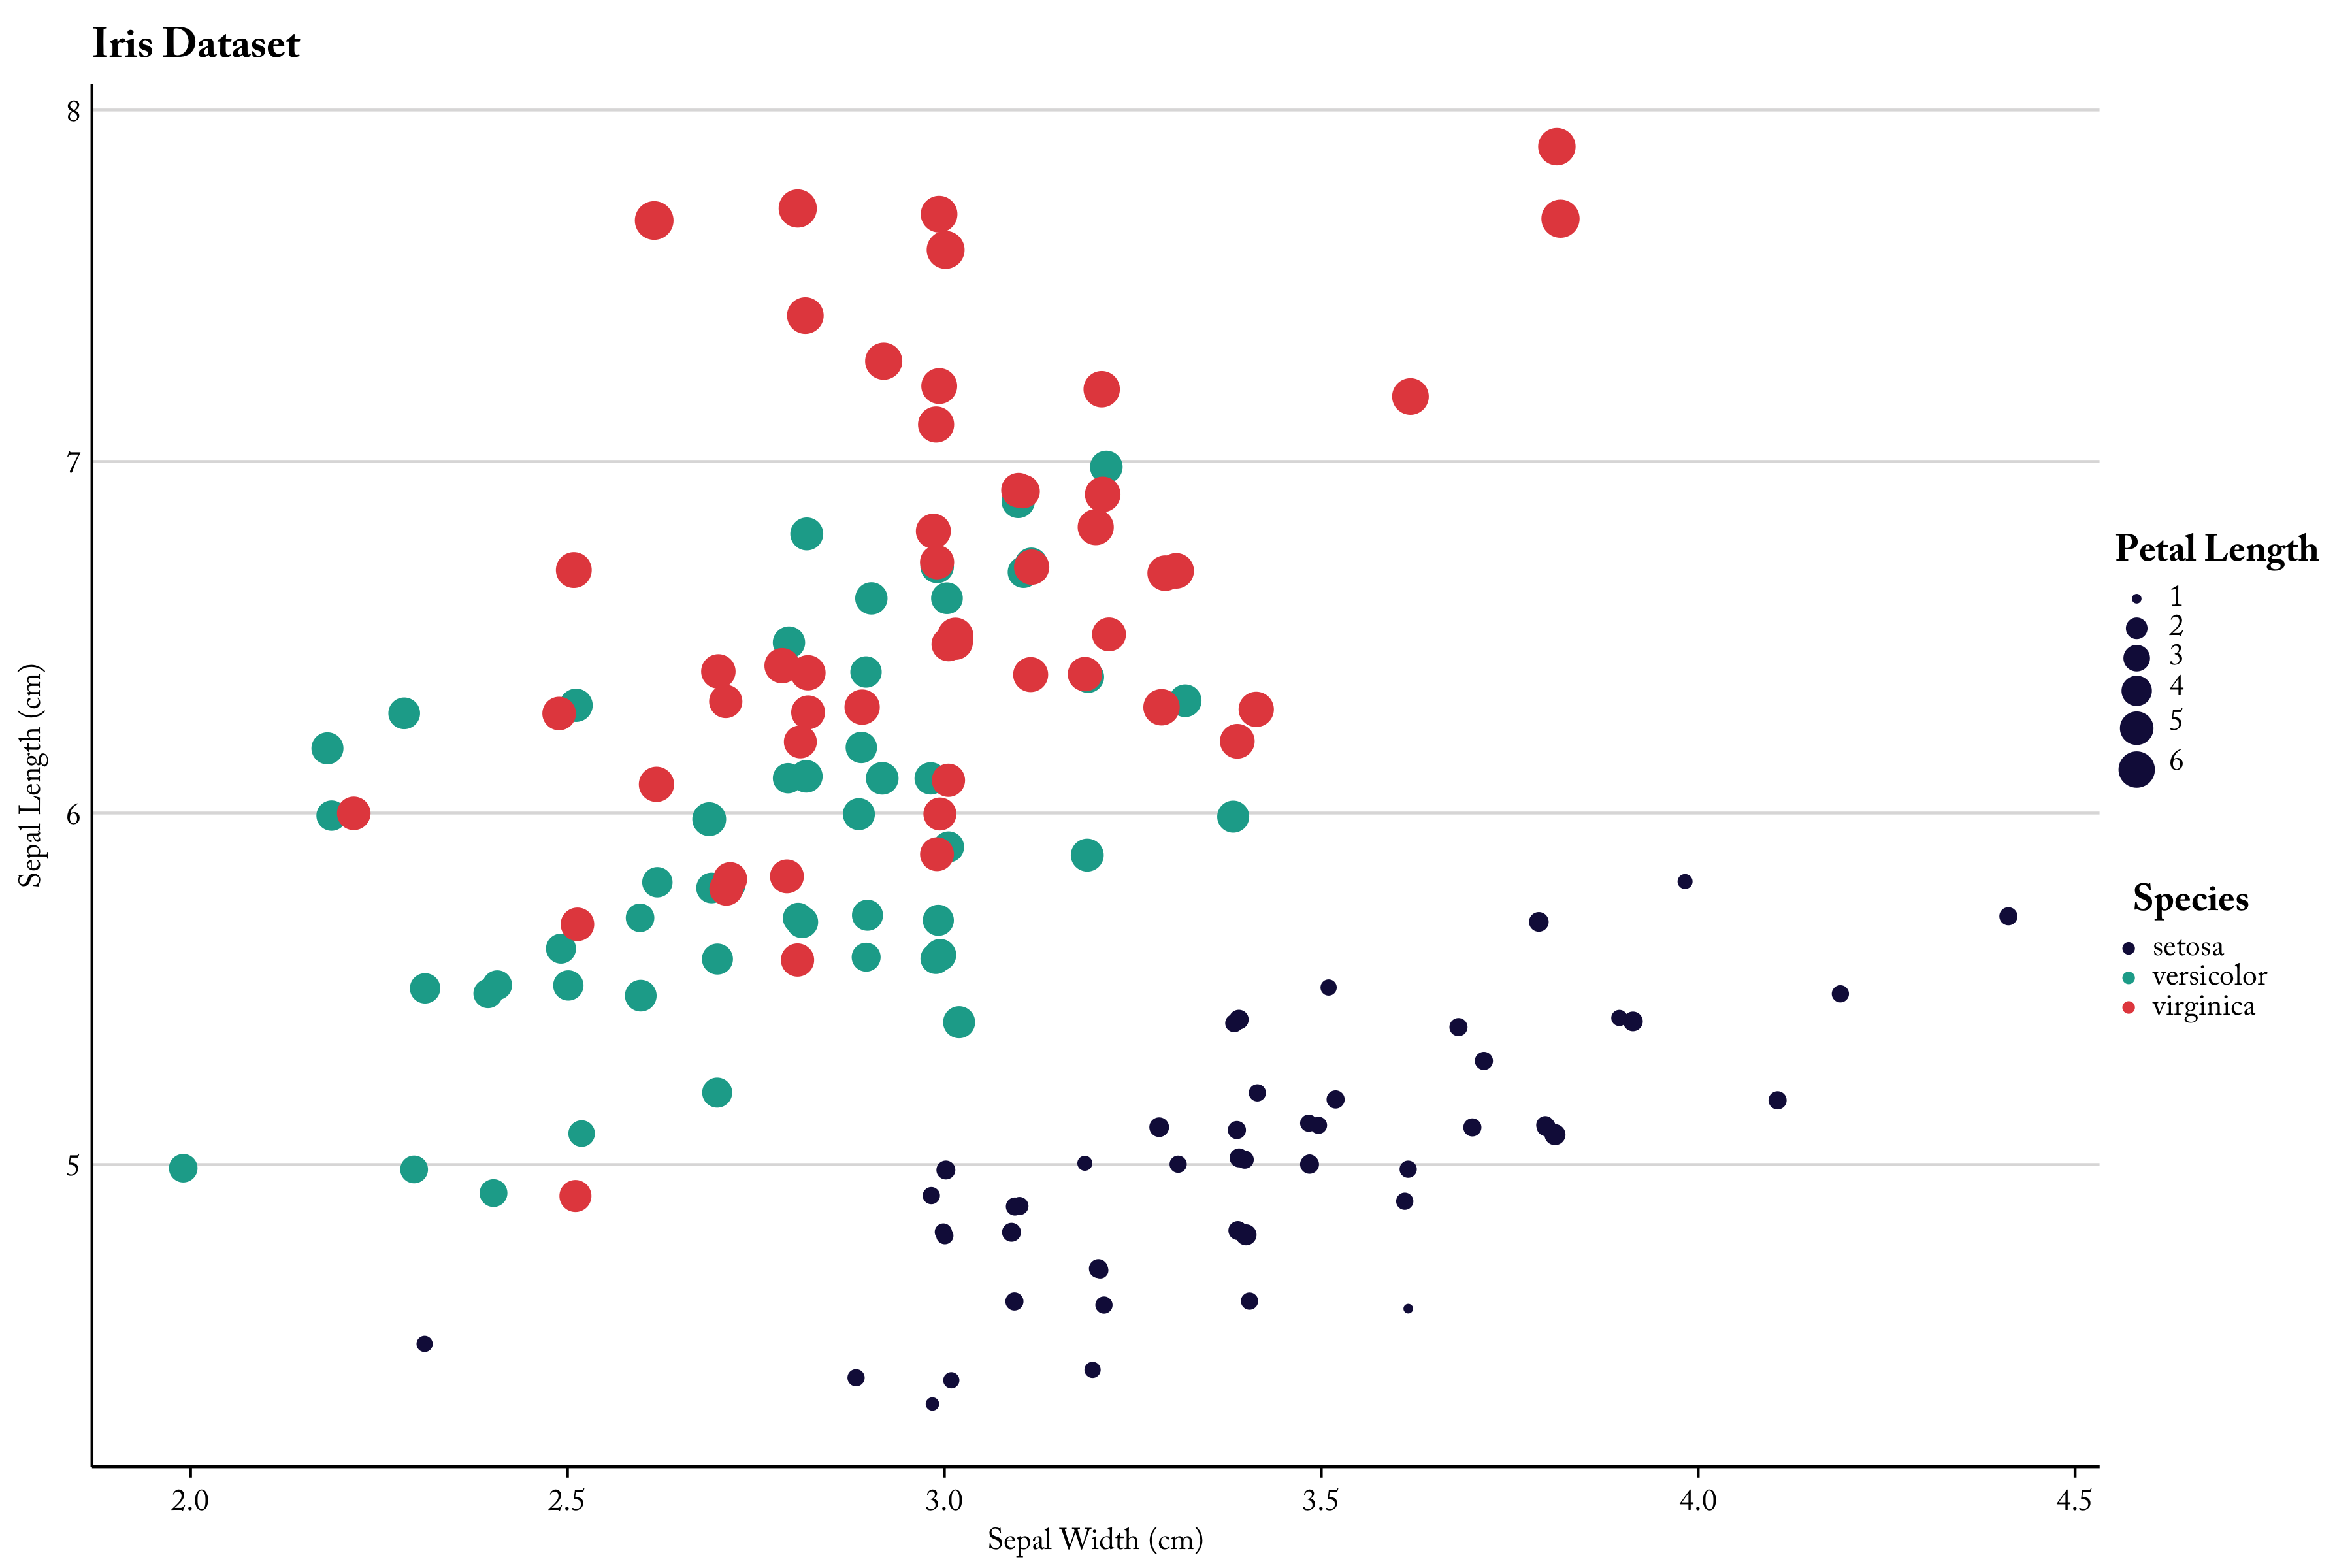 Iris Dataset
8
7
6
5
Sepal Length (cm)
2.0 2.5 3.0 3.5 4.0 4.5
Sepal Width (cm)
Petal Length
1
2
3
4
5
6
Species
setosa
versicolor
virginica